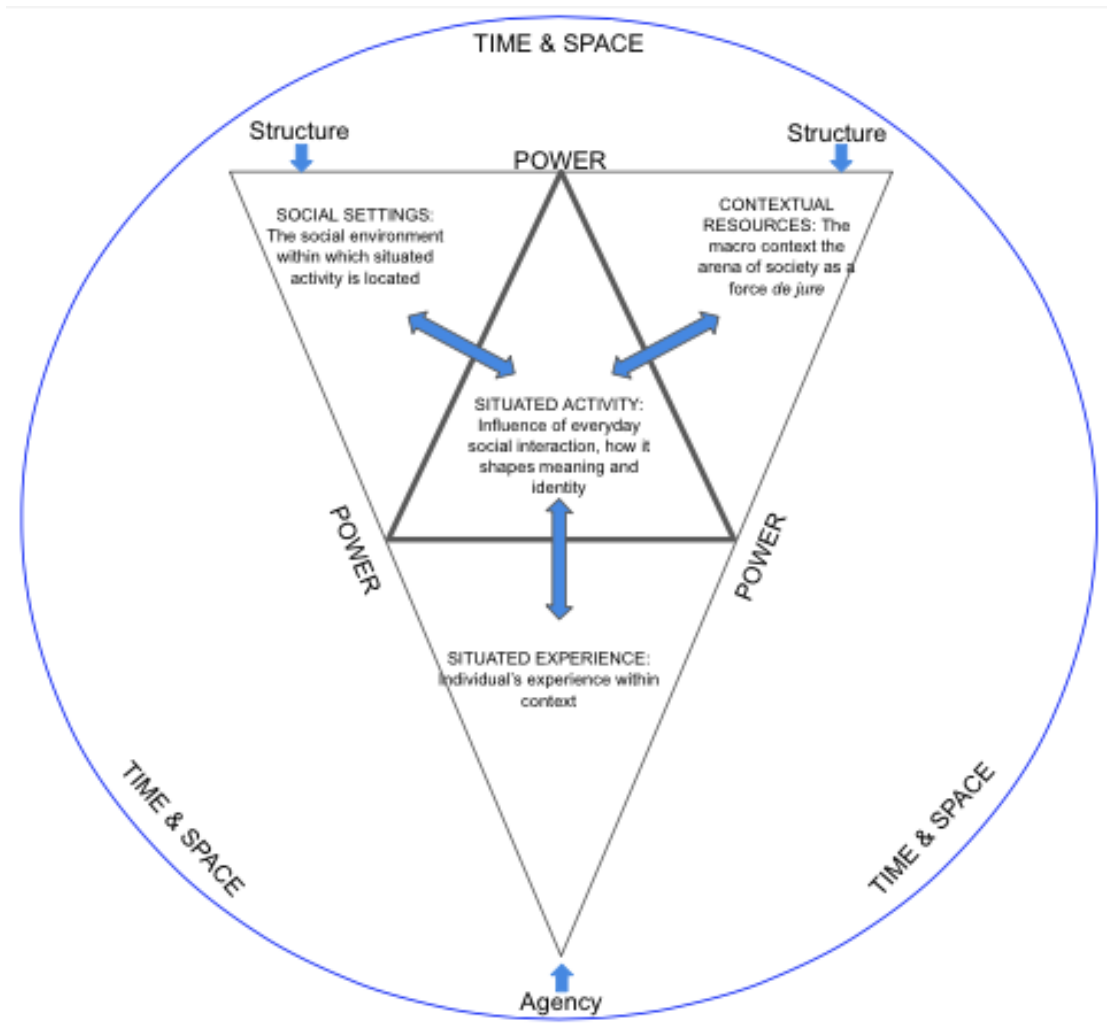 TIME & SPACE
Structure
Structure
POWER
SOCIAL SETTINGS:
The social environment
within which situated
activity is located
CONTEXTUAL
RESOURCES: The
macro context the
arena of society as a
force de jure
SITUATED ACTIVITY:
Influence of everyday
social interaction, how it
shapes meaning and
identity
POWER
POWER
SITUATED EXPERIENCE:
Individual's experience within
context
TIME & SPACE
TIME & SPACE
Agency